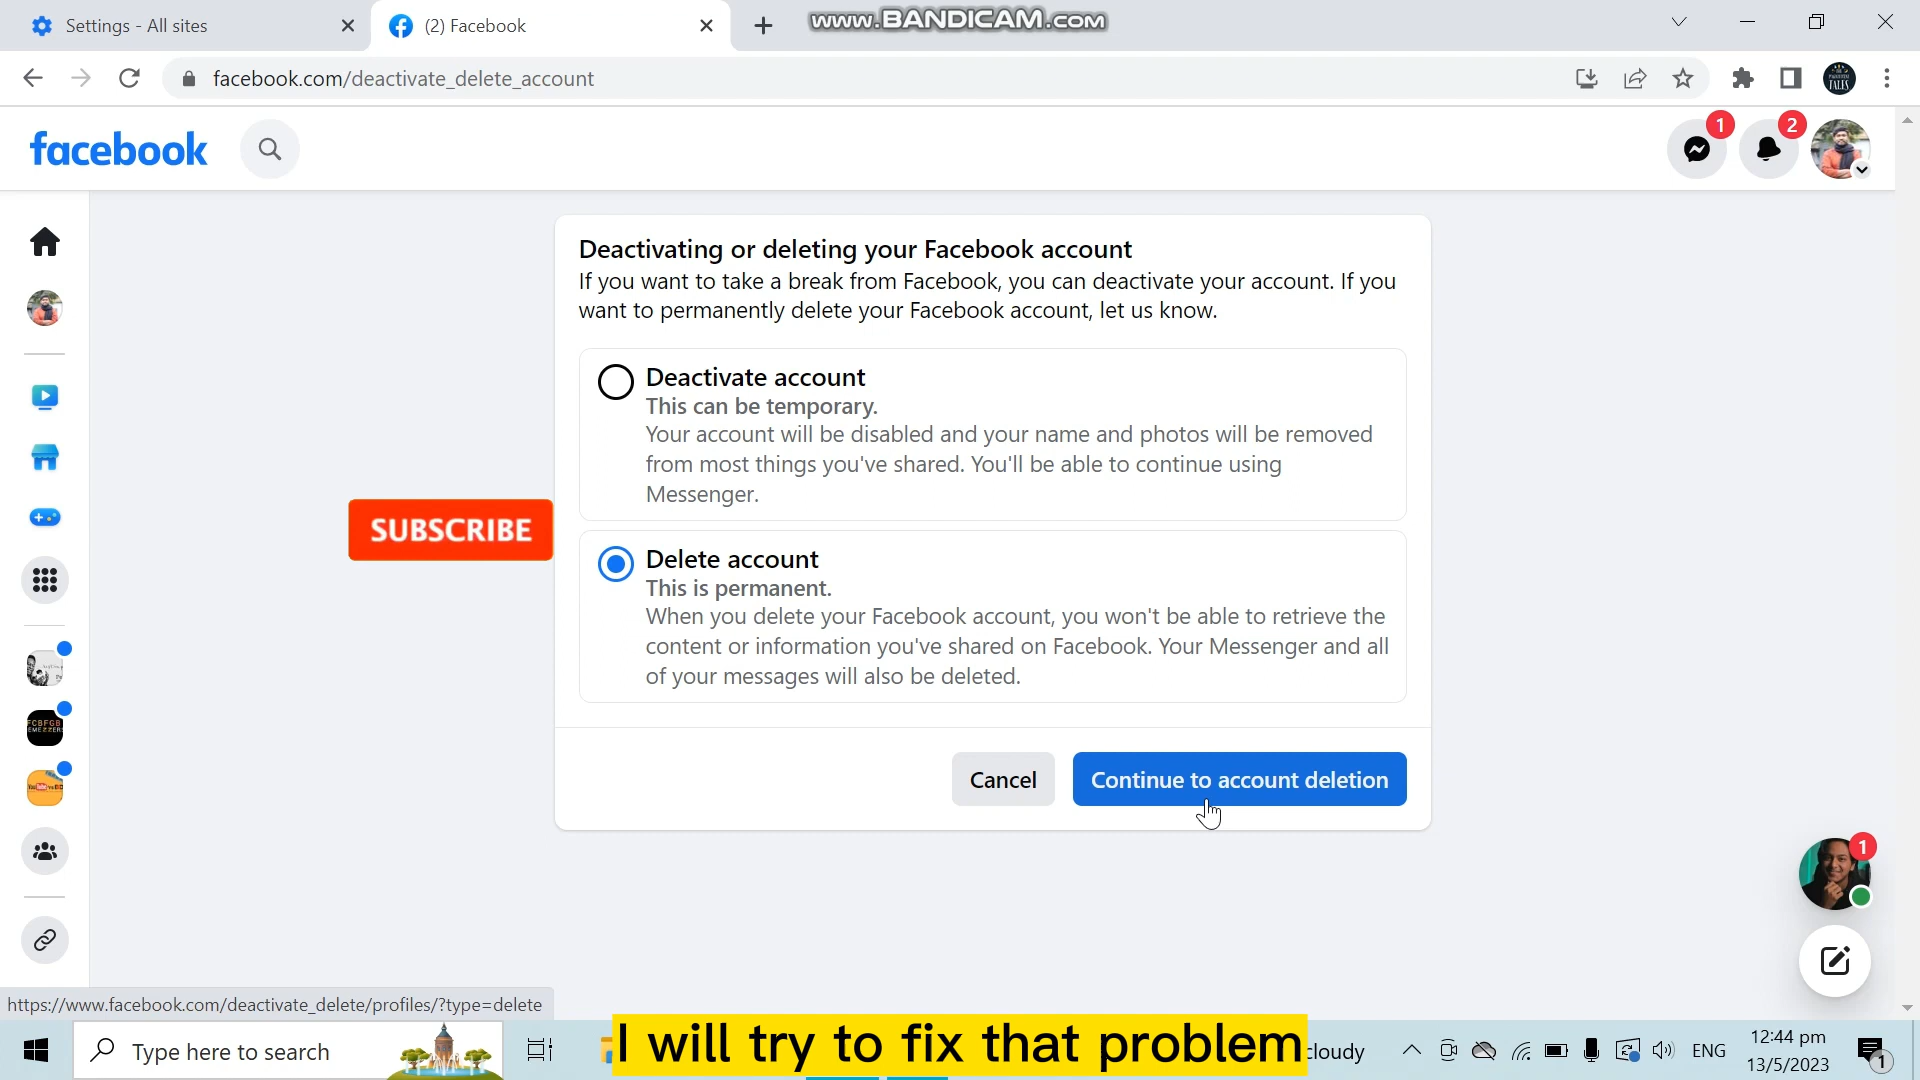 Settings - All sites
(2) Facebook
www.BANDICAM.com
facebook.com/deactivate_delete_account
TALES
facebook
1
2
Deactivating or deleting your Facebook account
If you want to take a break from Facebook, you can deactivate your account. If you
want to permanently delete your Facebook account, let us know.
Deactivate account
This can be temporary.
Your account will be disabled and your name and photos will be removed
from most things you've shared. You'll be able to continue using
Messenger.
SUBSCRIBE
Delete account
This is permanent.
When you delete your Facebook account, you won't be able to retrieve the
content or information you've shared on Facebook. Your Messenger and all
of your messages will also be deleted.
Cancel
Continue to account deletion
1
https://www.facebook.com/deactivate_delete/profiles/?type=delete
Type here to search
I will try to fix that problem
cloudy
ENG
12:44 pm
13/5/2023
1